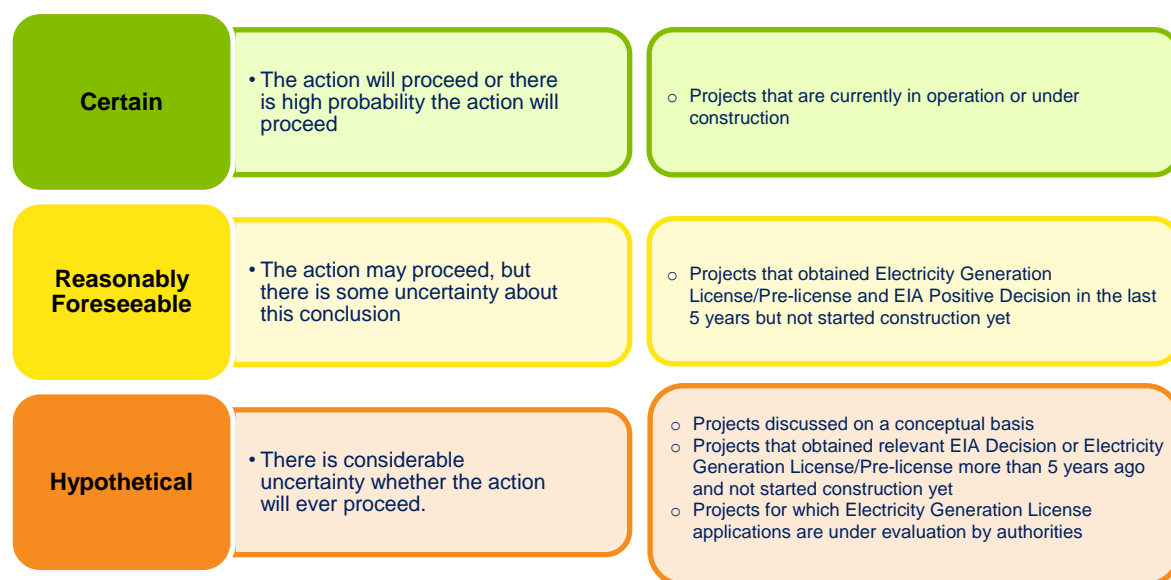 Certain
• The action will proceed or there
is high probability the action will
proceed
o Projects that are currently in operation or under
construction
Reasonably
Foreseeable
• The action may proceed, but
there is some uncertainty about
this conclusion
o Projects that obtained Electricity Generation
License/Pre-license and EIA Positive Decision in the last
5 years but not started construction yet
Hypothetical
• There is considerable
uncertainty whether the action
will ever proceed.
o Projects discussed on a conceptual basis
o Projects that obtained relevant EIA Decision or Electricity
Generation License/Pre-license more than 5 years ago
and not started construction yet
o Projects for which Electricity Generation License
applications are under evaluation by authorities